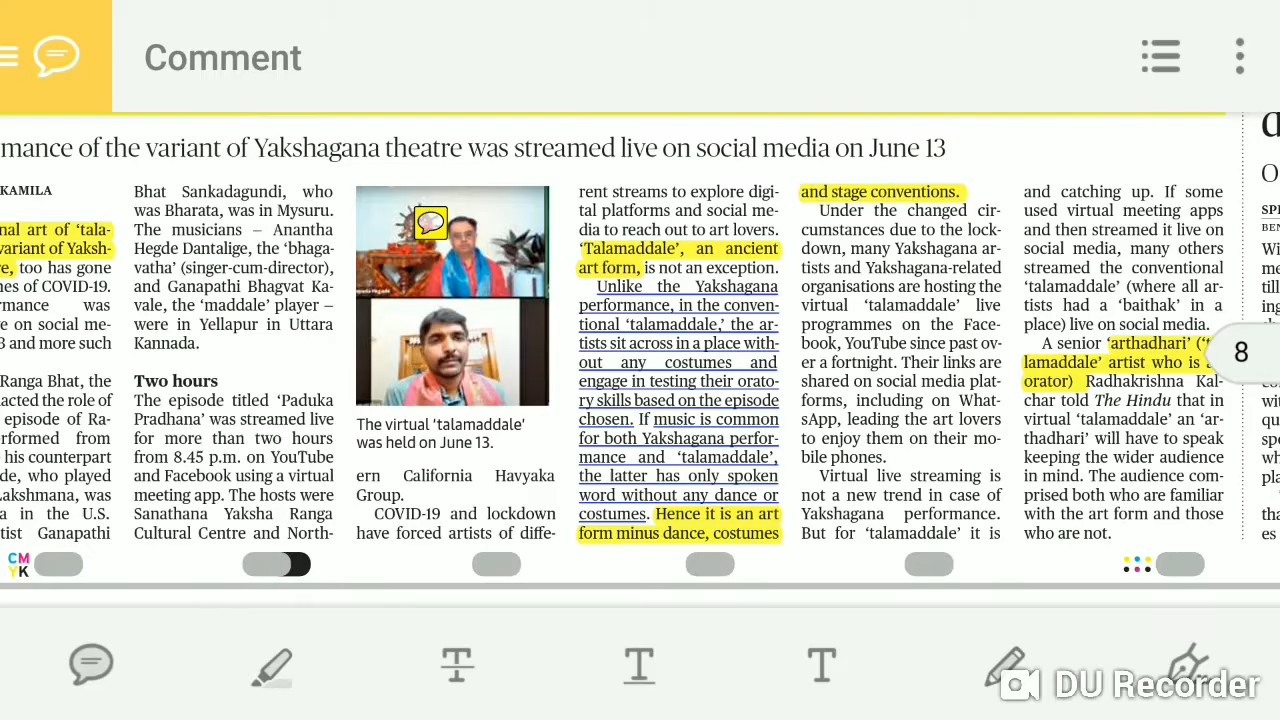 Comment
mance of the variant of Yakshagana theatre was streamed live on social media on June 13
KAMILA
nal art of ‘tala-
variant of Yaksh-
re, too has gone
nes of COVID-19.
rmance was
e on social me-
3 and more such
Ranga Bhat, the
nacted the role of
episode of Ra-
rformed from
his counterpart
de, who played
Lakshmana, was
a in the U.S.
tist Ganapathi
Bhat Sankadagundi, who
was Bharata, was in Mysuru.
The musicians – Anantha
Hegde Dantalige, the ‘bhaga-
vatha’ (singer-cum-director),
and Ganapathi Bhagvat Ka-
vale, the ‘maddale’ player –
were in Yellapur in Uttara
Kannada.
Two hours
The episode titled ‘Paduka
Pradhana’ was streamed live
for more than two hours
from 8.45 p.m. on YouTube
and Facebook using a virtual
meeting app. The hosts were
Sanathana Yaksha Ranga
Cultural Centre and North-
The virtual 'talamaddale'
was held on June 13.
ern California Havyaka
Group.
COVID-19 and lockdown
have forced artists of diffe-
rent streams to explore digi-
tal platforms and social me-
dia to reach out to art lovers.
‘Talamaddale’, an ancient
art form, is not an exception.
Unlike the Yakshagana
performance, in the conven-
tional ‘talamaddale,’ the ar-
tists sit across in a place with-
out any costumes and
engage in testing their orato-
ry skills based on the episode
chosen. If music is common
for both Yakshagana perfor-
mance and ‘talamaddale’,
the latter has only spoken
word without any dance or
costumes. Hence it is an art
form minus dance, costumes
and stage conventions.
Under the changed cir-
cumstances due to the lock-
down, many Yakshagana ar-
tists and Yakshagana-related
organisations are hosting the
virtual ‘talamaddale’ live
programmes on the Face-
book, YouTube since past ov-
er a fortnight. Their links are
shared on social media plat-
forms, including on What-
sApp, leading the art lovers
to enjoy them on their mo-
bile phones.
Virtual live streaming is
not a new trend in case of
Yakshagana performance.
But for ‘talamaddale’ it is
and catching up. If some
used virtual meeting apps
and then streamed it live on
social media, many others
streamed the conventional
‘talamaddale’ (where all ar-
tists had a ‘baithak’ in a
place) live on social media.
A senior ‘arthadhari’ (‘
lamaddale’ artist who is
orator) Radhakrishna Kal-
char told The Hindu that in
virtual ‘talamaddale’ an ‘ar-
thadhari’ will have to speak
keeping the wider audience
in mind. The audience com-
prised both who are familiar
with the art form and those
who are not.
8
CM
YK
DU Recorder